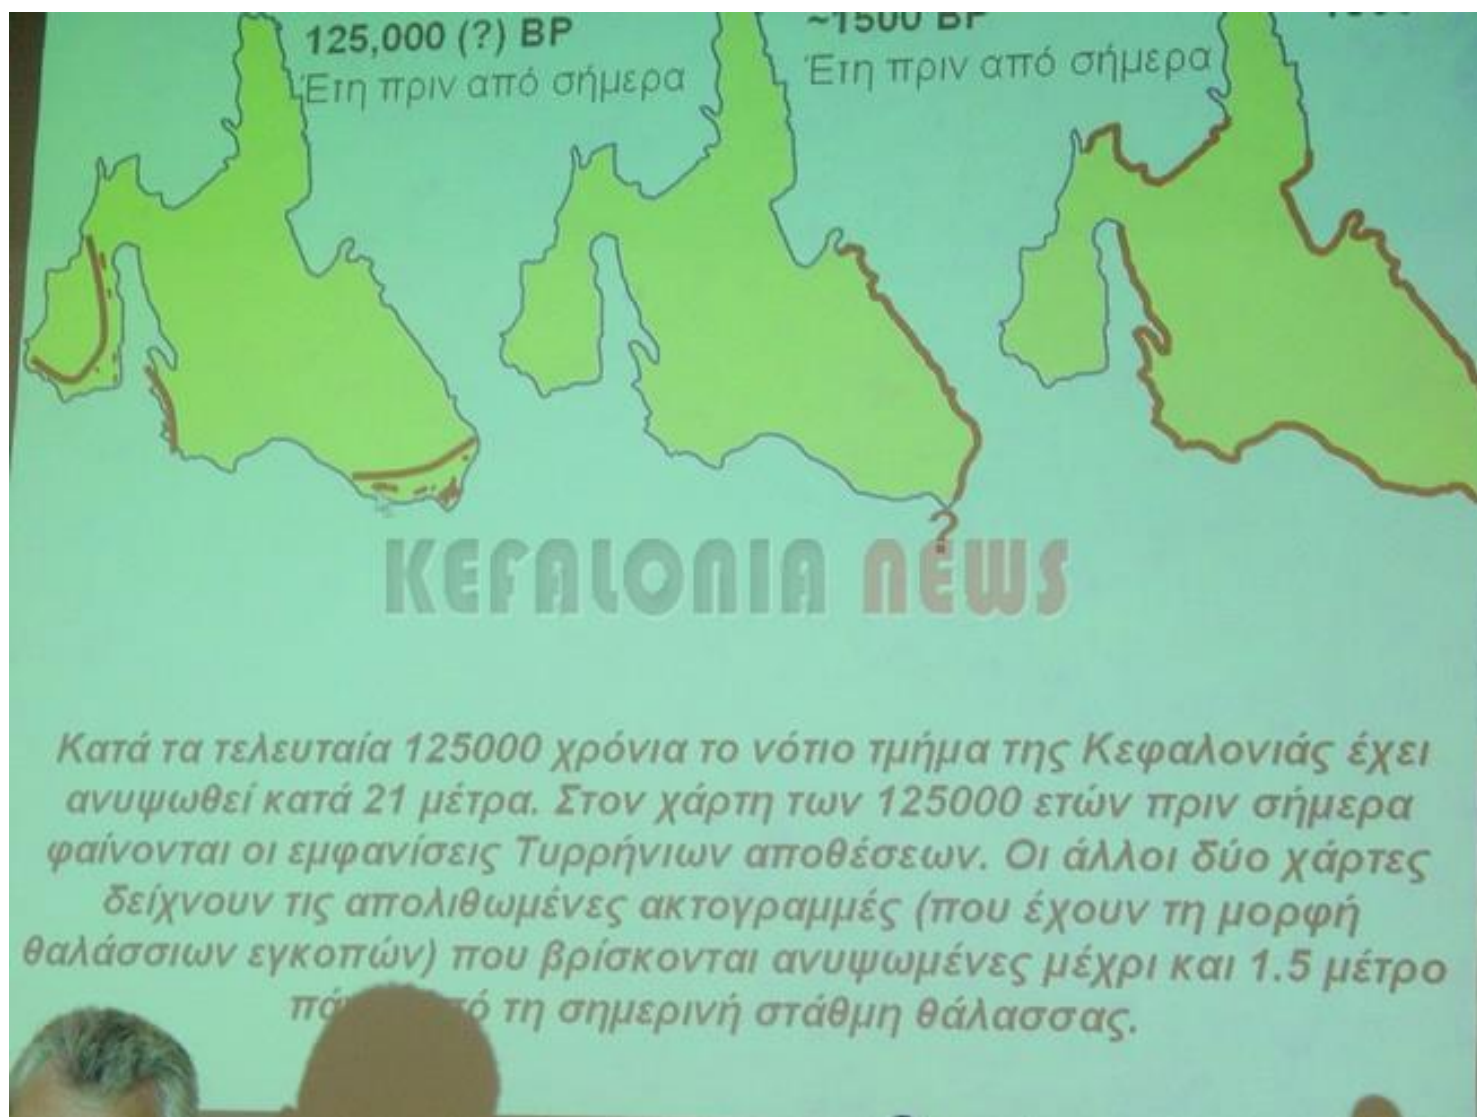 125,000 (?) BP
Έτη πριν από σήμερα
~1500 BP
Έτη πριν από σήμερα
?
KEFALONIA NEWS
Κατά τα τελευταία 125000 χρόνια το νότιο τμήμα της Κεφαλονιάς έχει
ανυψωθεί κατά 21 μέτρα. Στον χάρτη των 125000 ετών πριν σήμερα
φαίνονται οι εμφανίσεις Τυρρήνιων αποθέσεων. Οι άλλοι δύο χάρτες
δείχνουν τις απολιθωμένες ακτογραμμές (που έχουν τη μορφή
θαλάσσιων εγκοπών) που βρίσκονται ανυψωμένες μέχρι και 1.5 μέτρο
τη σημερινή στάθμη θάλασσας.